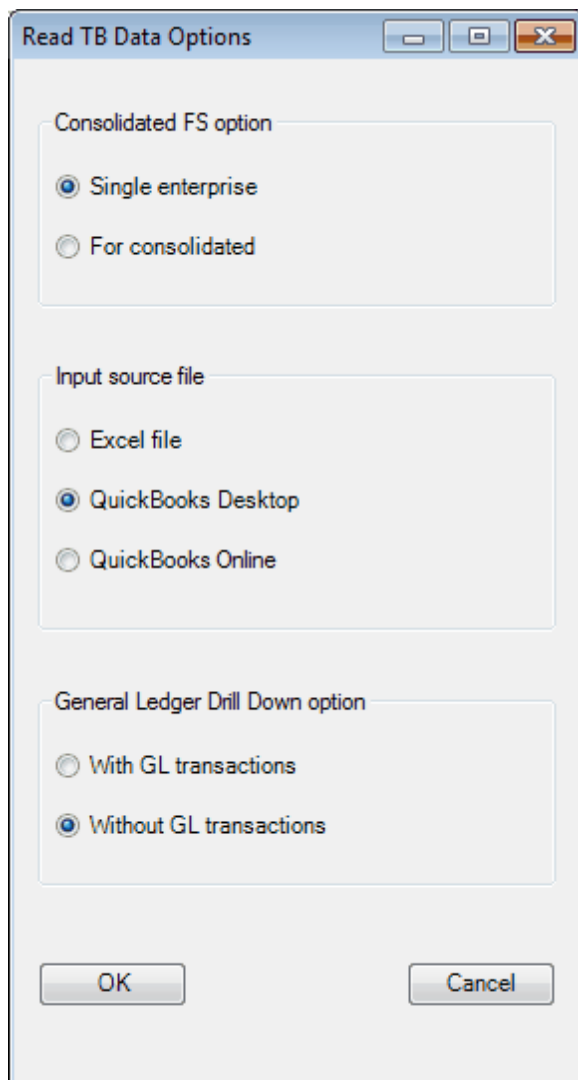 Read TB Data Options
Consolidated FS option
Single enterprise
For consolidated
Input source file
Excel file
QuickBooks Desktop
QuickBooks Online
General Ledger Drill Down option
With GL transactions
Without GL transactions
OK Cancel